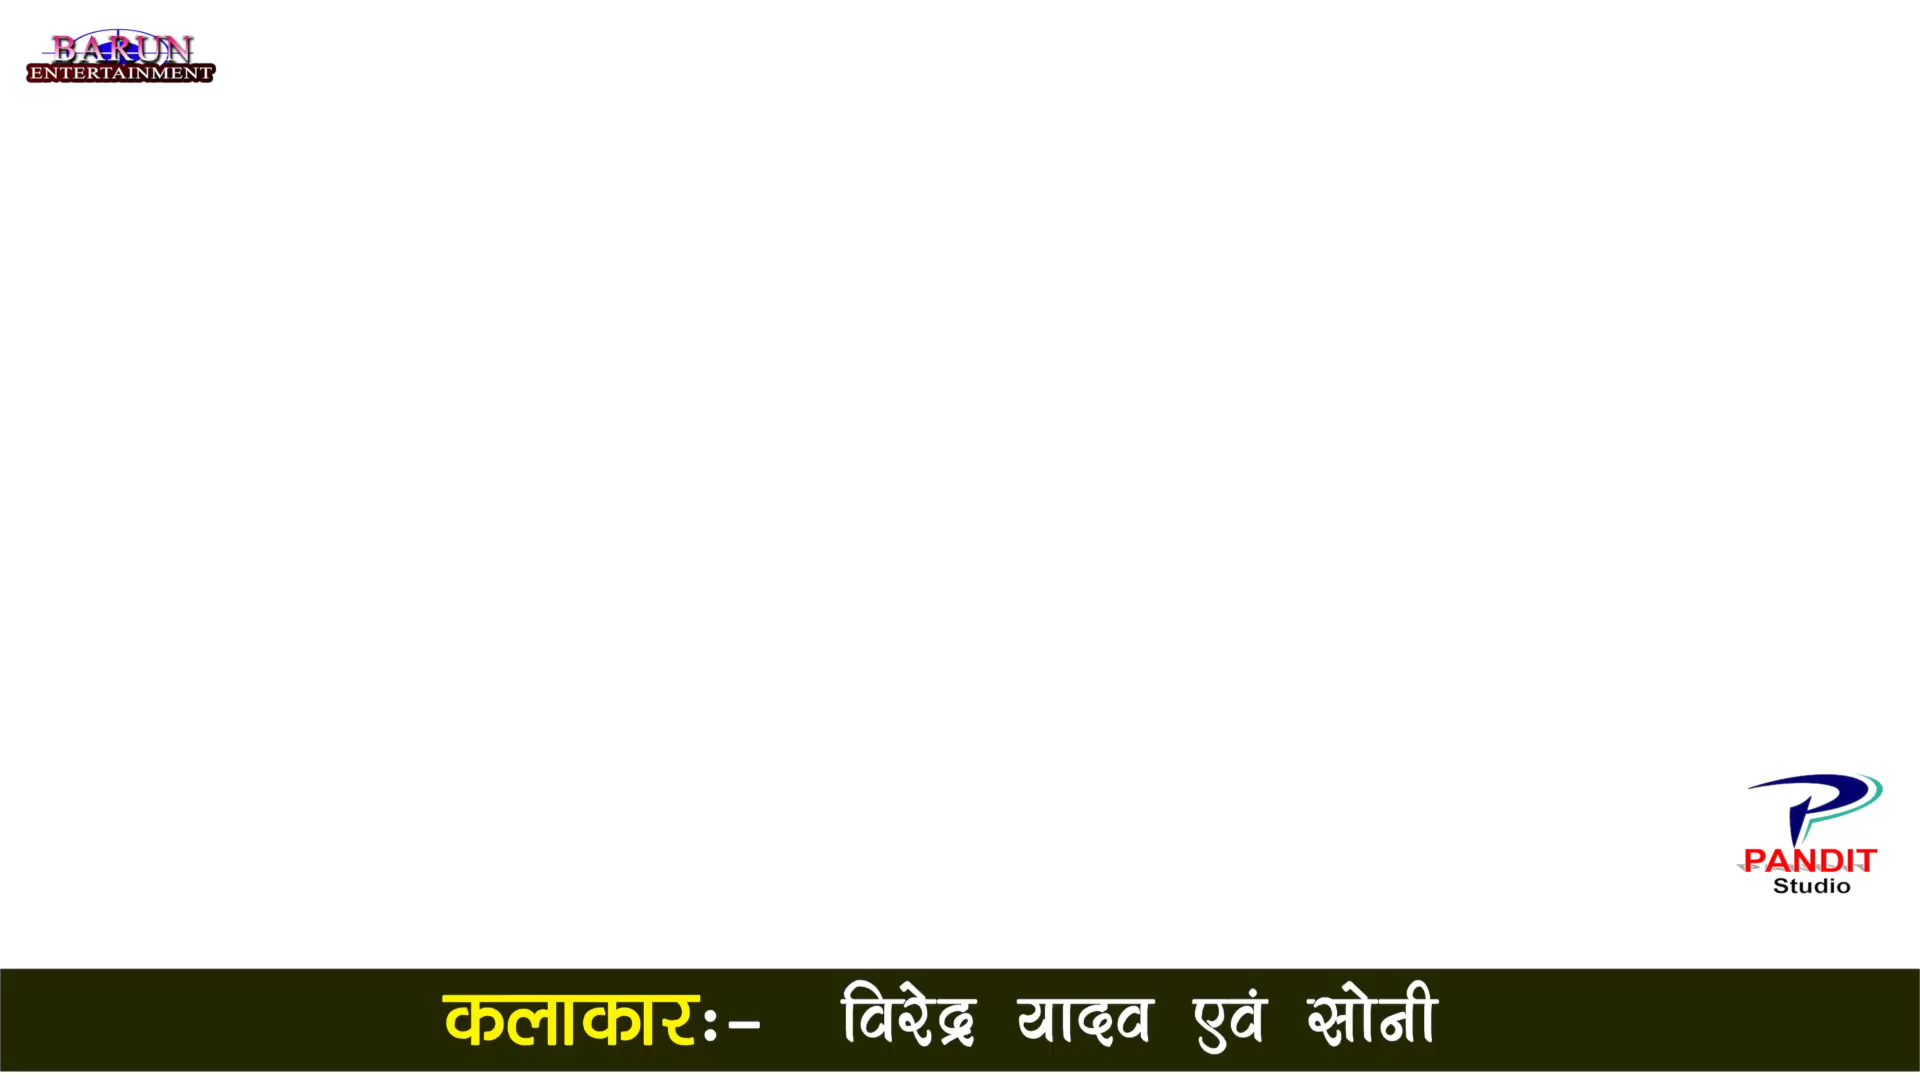 BARUN
ENTERTAINMENT
PANDIT
Studio
कलाकार:- विरेद्र यादव एवं सोनी